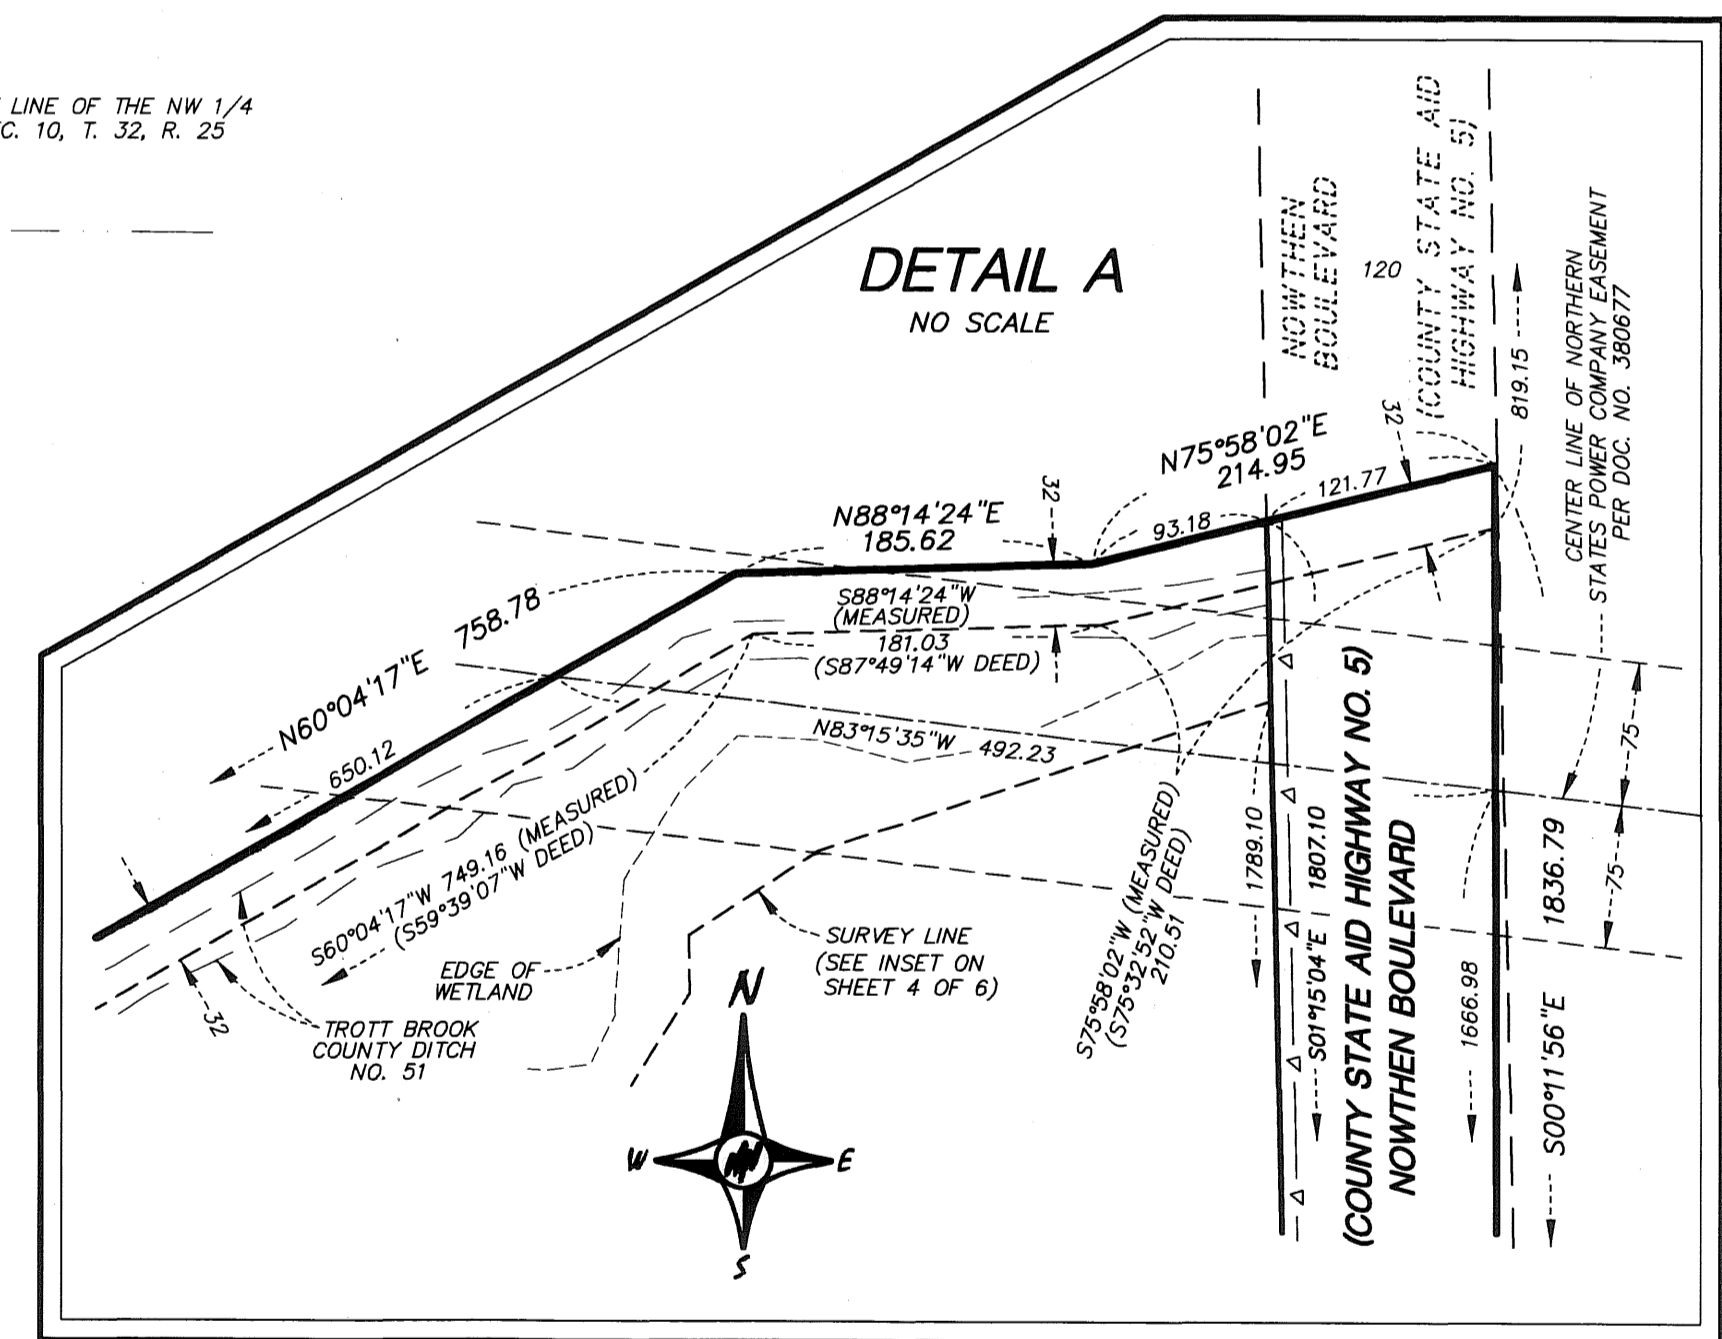 LINE OF THE NW 1/4
C. 10, T. 32, R. 25
DETAIL A
NO SCALE
NOWTHEN
BOULEVARD
120
(COUNTY STATE AID
HIGHWAY NO. 5)
819.15
CENTER LINE OF NORTHERN
STATES POWER COMPANY EASEMENT
PER DOC. NO. 380677
N75°58'02"E
214.95
32
121.77
93.18
N88°14'24"E
185.62
32
S88°14'24"W
(MEASURED)
181.03
(S87°49'14"W DEED)
N60°04'17"E 758.78
650.12
N83°15'35"W 492.23
S60°04'17"W 749.16 (MEASURED)
(S59°39'07"W DEED)
32
EDGE OF
WETLAND
TROTT BROOK
COUNTY DITCH
NO. 51
SURVEY LINE
(SEE INSET ON
SHEET 4 OF 6)
S75°58'02"W (MEASURED)
(S75°32'52"W DEED)
210.51
1789.10
S01°15'04"E 1807.10
(COUNTY STATE AID HIGHWAY NO. 5)
NOWTHEN BOULEVARD
1666.98
S00°11'56"E 1836.79
75
75
N
W
E
S